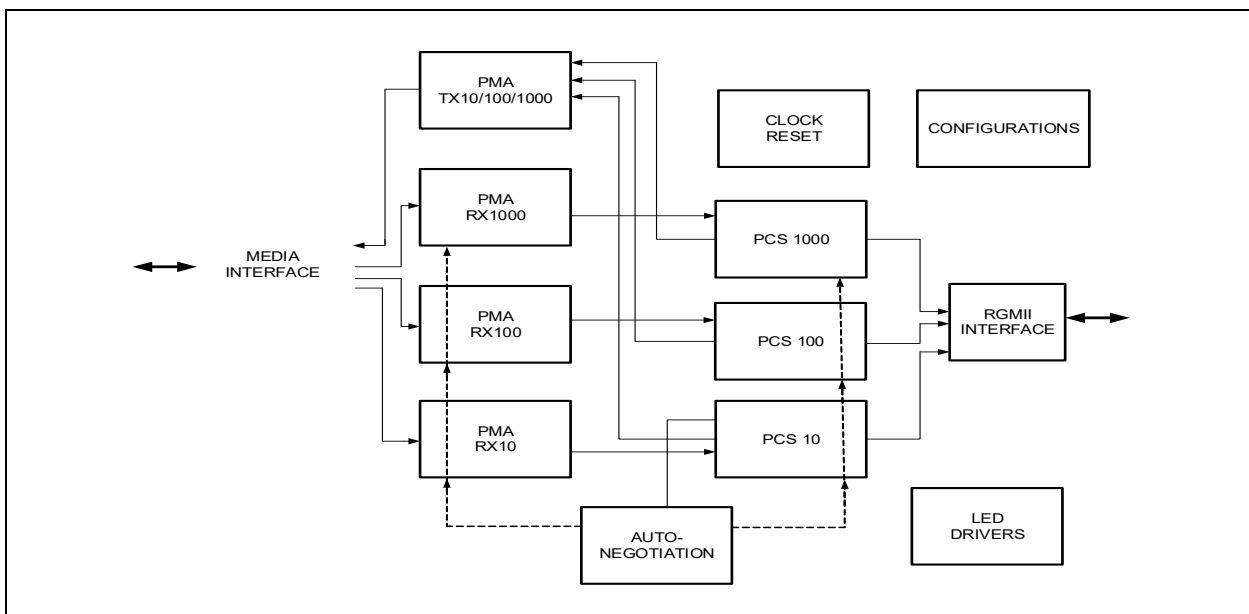 PMA
TX10/100/1000
CLOCK
RESET
CONFIGURATIONS
PMA
RX1000
PCS 1000
MEDIA
INTERFACE
PMA
RX100
PCS 100
RGMII
INTERFACE
PMA
RX10
PCS 10
AUTO-
NEGOTIATION
LED
DRIVERS